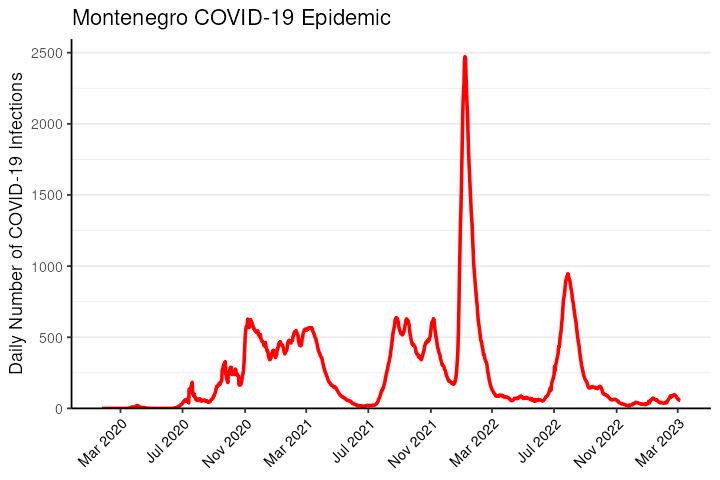 Montenegro COVID-19 Epidemic
Daily Number of COVID-19 Infections
2500
2000
1500
1000
500
0
Mar 2020
Jul 2020
Nov 2020
Mar 2021
Jul 2021
Nov 2021
Mar 2022
Jul 2022
Nov 2022
Mar 2023